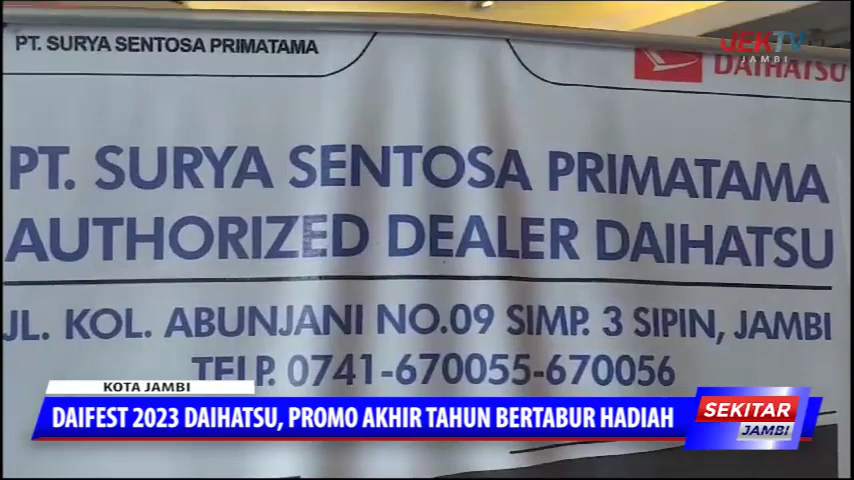 PT. SURYA SENTOSA PRIMATAMA
JEKTV
JAMBI
DAIHATSU
PT. SURYA SENTOSA PRIMATAMA
AUTHORIZED DEALER DAIHATSU
JL. KOL. ABUNJANI NO.09 SIMP. 3 SIPIN, JAMBI
TELP. 0741-670055-670056
KOTA JAMBI
DAIFEST 2023 DAIHATSU, PROMO AKHIR TAHUN BERTABUR HADIAH
SEKITAR
JAMBI